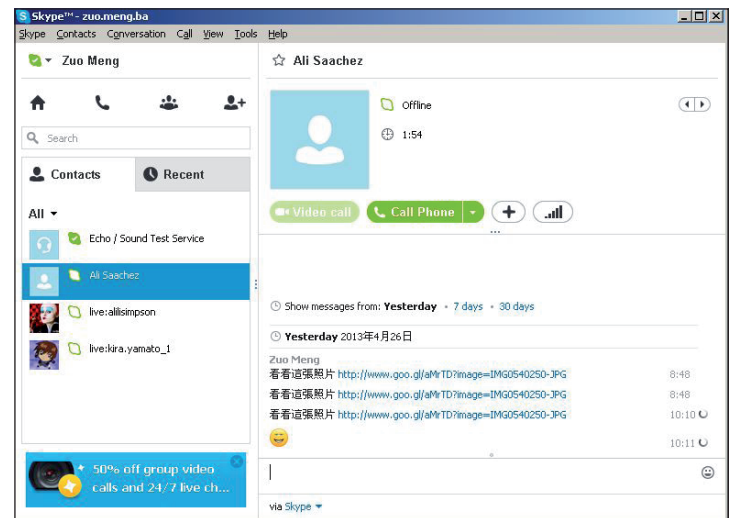 Skype™ - zuo.meng.ba
Skype Contacts Conversation Call View Tools Help
Zuo Meng
Search
Contacts
Recent
All
Echo / Sound Test Service
Ali Saachez
live:alilisimpson
live:kira.yamato_1
50% off group video
calls and 24/7 live ch...
Ali Saachez
Offline
1:54
Video call
Call Phone
Show messages from: Yesterday • 7 days • 30 days
Yesterday 2013年4月26日
Zuo Meng
看看這張照片 http://www.goo.gl/aMrTD?image=IMG0540250-JPG 8:48
看看這張照片 http://www.goo.gl/aMrTD?image=IMG0540250-JPG 8:48
看看這張照片 http://www.goo.gl/aMrTD?image=IMG0540250-JPG 10:10
10:11
via Skype